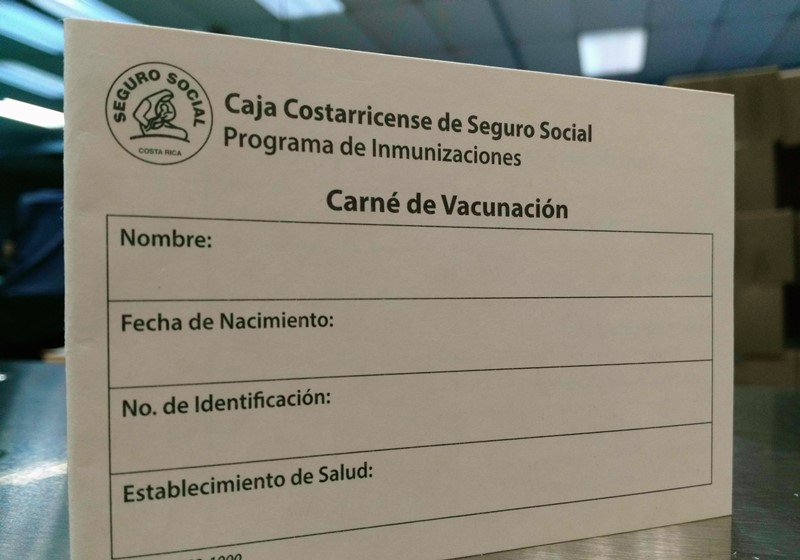 SEGURO SOCIAL
COSTA RICA
Caja Costarricense de Seguro Social
Programa de Inmunizaciones
Carné de Vacunación
Nombre:
Fecha de Nacimiento:
No. de Identificación:
Establecimiento de Salud: